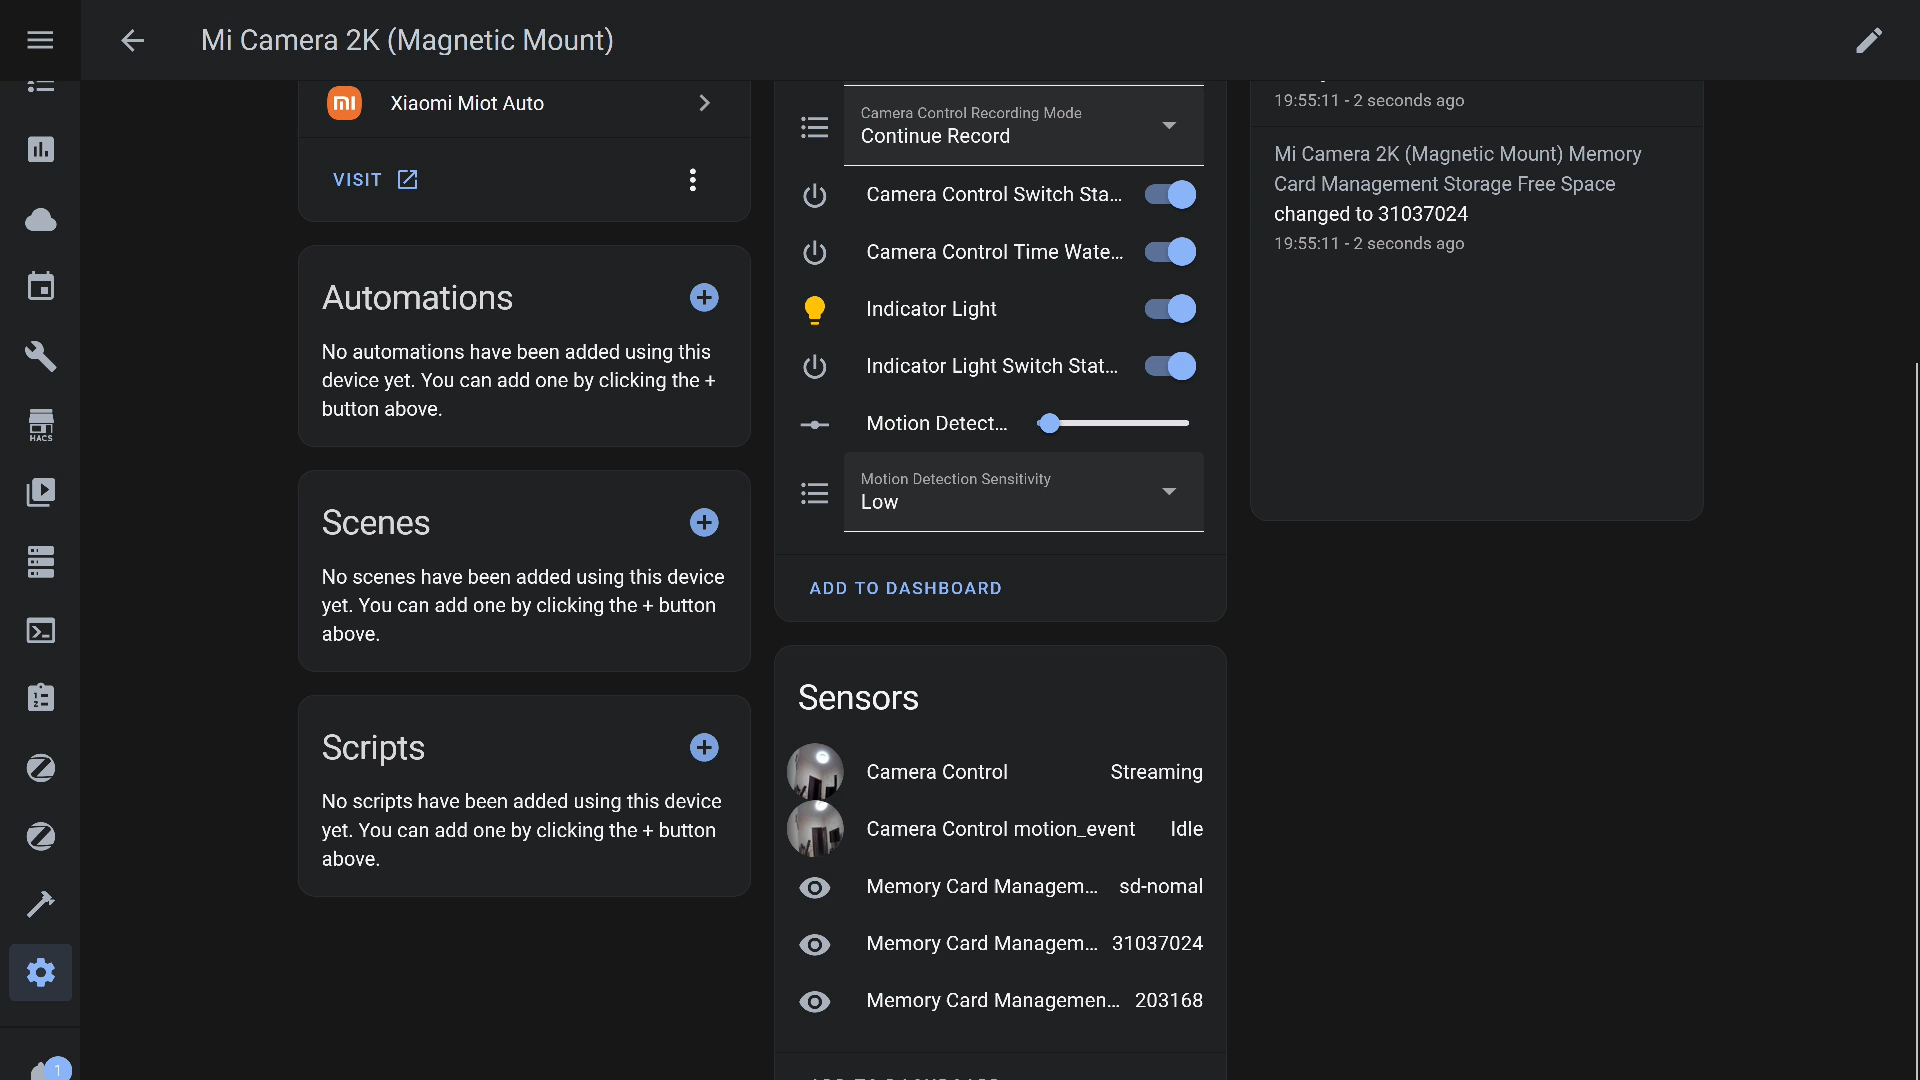 Mi Camera 2K (Magnetic Mount)
HACS
1
mi
Xiaomi Miot Auto
VISIT
Automations
No automations have been added using this
device yet. You can add one by clicking the +
button above.
Scenes
No scenes have been added using this device
yet. You can add one by clicking the + button
above.
Scripts
No scripts have been added using this device
yet. You can add one by clicking the + button
above.
Camera Control Recording Mode
Continue Record
Camera Control Switch Sta...
Camera Control Time Wate...
Indicator Light
Indicator Light Switch Stat...
Motion Detect...
Motion Detection Sensitivity
Low
ADD TO DASHBOARD
Sensors
Camera Control Streaming
Camera Control motion_event Idle
Memory Card Managem... sd-nomal
Memory Card Managem... 31037024
Memory Card Managemen... 203168
19:55:11 - 2 seconds ago
Mi Camera 2K (Magnetic Mount) Memory
Card Management Storage Free Space
changed to 31037024
19:55:11 - 2 seconds ago